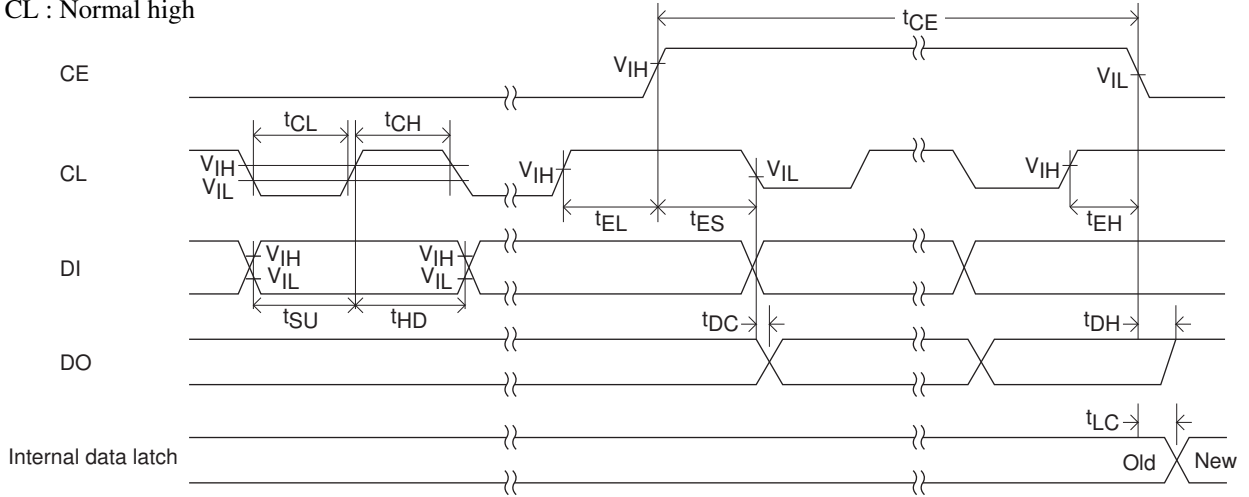 CL : Normal high
tCE
CE
VIH
VIL
tCL
tCH
CL
VIH
VIL
VIH
VIL
VIH
tEL
tES
tEH
DI
VIH
VIL
VIH
VIL
tSU
tHD
tDC
tDH
DO
tLC
Internal data latch
Old
New